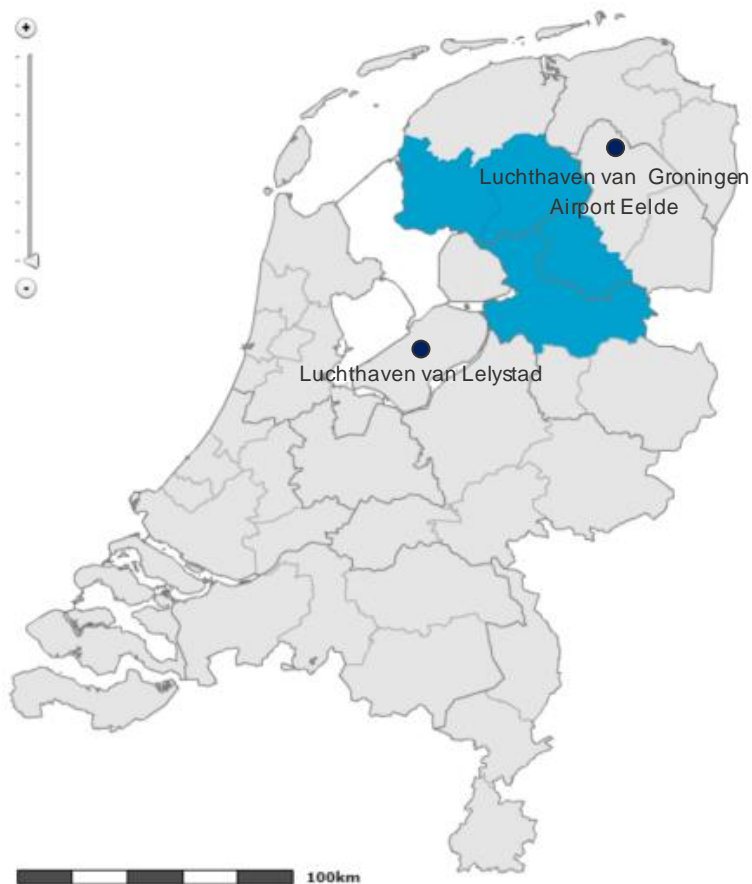 +
Luchthaven van Groningen
Airport Eelde
-
Luchthaven van Lelystad
100km